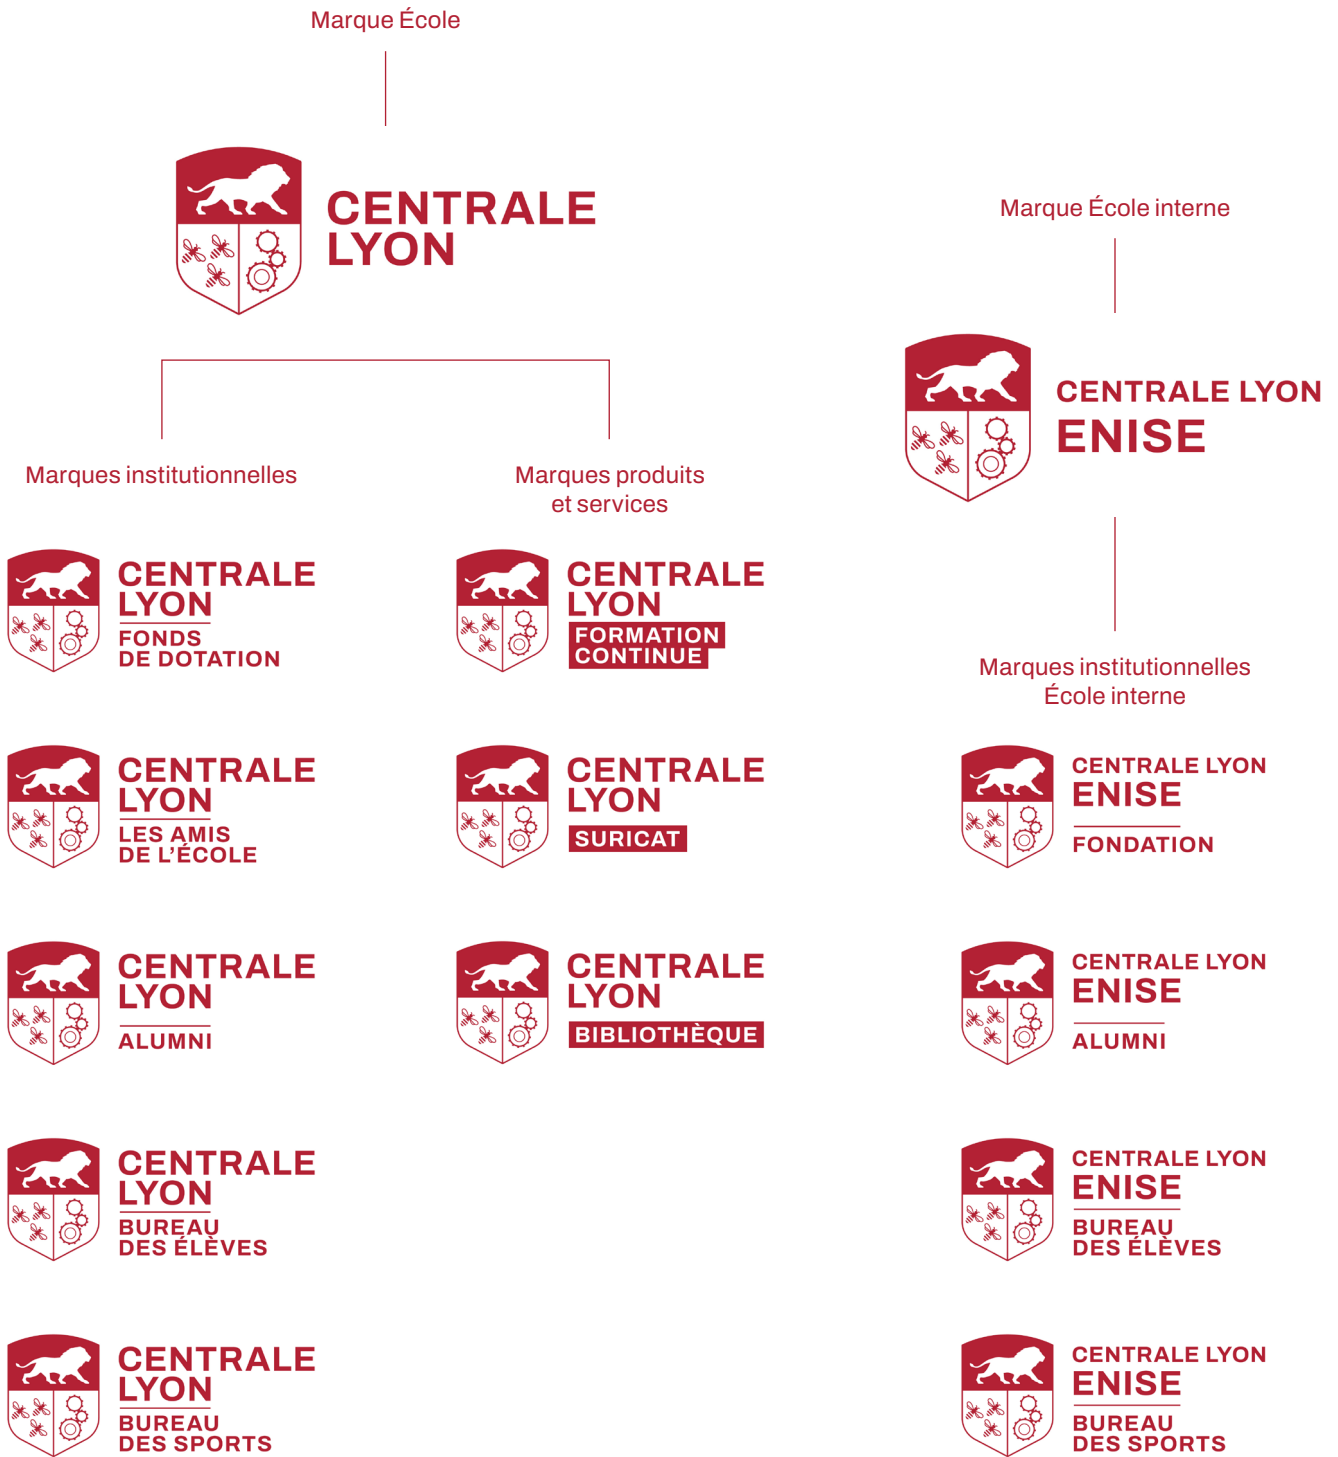 Marque École
CENTRALE
LYON
Marques institutionnelles
CENTRALE
LYON
FONDS
DE DOTATION
CENTRALE
LYON
LES AMIS
DE L’ÉCOLE
CENTRALE
LYON
ALUMNI
CENTRALE
LYON
BUREAU
DES ÉLÈVES
CENTRALE
LYON
BUREAU
DES SPORTS
Marques produits
et services
CENTRALE
LYON
FORMATION
CONTINUE
CENTRALE
LYON
SURICAT
CENTRALE
LYON
BIBLIOTHÈQUE
Marque École interne
CENTRALE LYON
ENISE
Marques institutionnelles
École interne
CENTRALE LYON
ENISE
FONDATION
CENTRALE LYON
ENISE
ALUMNI
CENTRALE LYON
ENISE
BUREAU
DES ÉLÈVES
CENTRALE LYON
ENISE
BUREAU
DES SPORTS